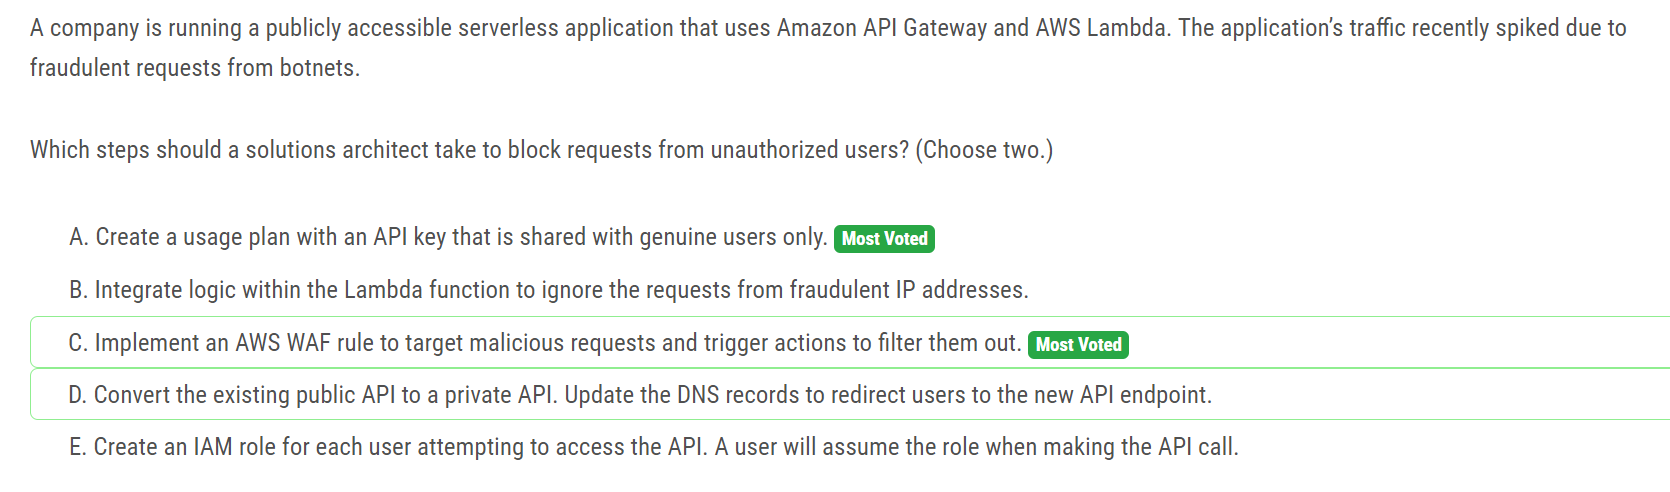 A company is running a publicly accessible serverless application that uses Amazon API Gateway and AWS Lambda. The application’s traffic recently spiked due to
fraudulent requests from botnets.
Which steps should a solutions architect take to block requests from unauthorized users? (Choose two.)
A. Create a usage plan with an API key that is shared with genuine users only. Most Voted
B. Integrate logic within the Lambda function to ignore the requests from fraudulent IP addresses.
C. Implement an AWS WAF rule to target malicious requests and trigger actions to filter them out. Most Voted
D. Convert the existing public API to a private API. Update the DNS records to redirect users to the new API endpoint.
E. Create an IAM role for each user attempting to access the API. A user will assume the role when making the API call.